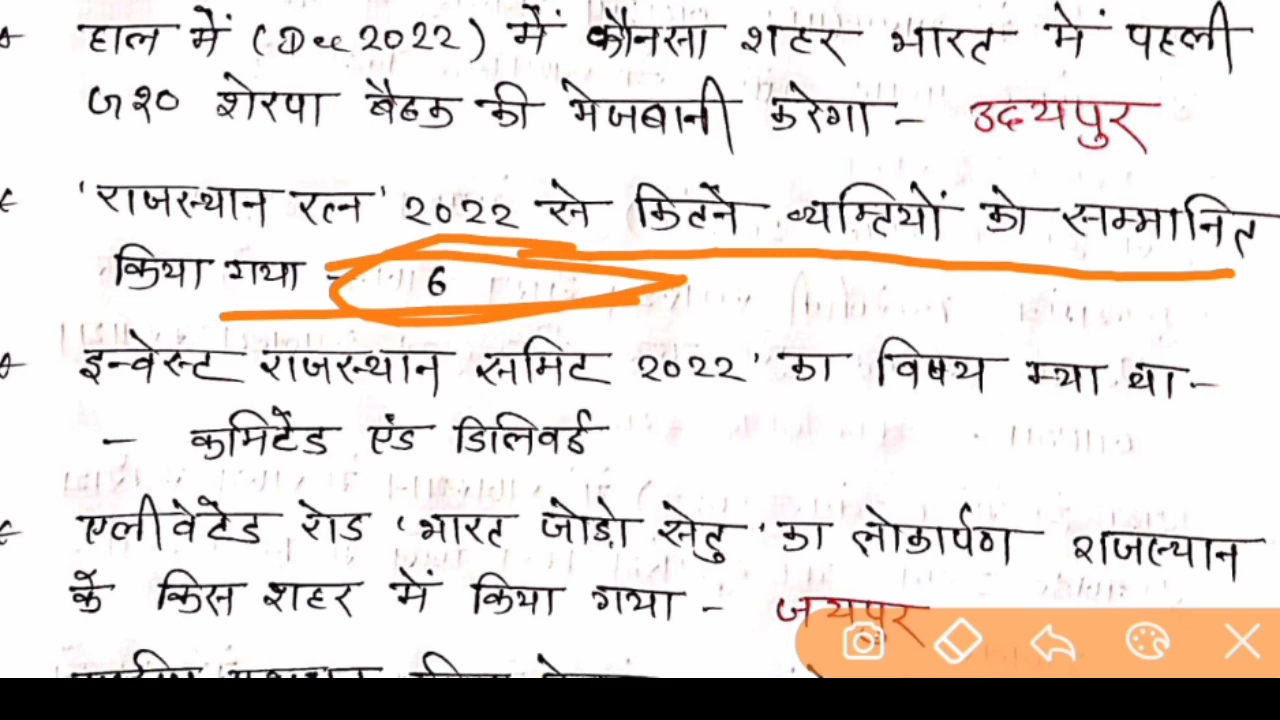 हाल में (Dec 2022) में कौनसा शहर भारत में पहली
G20 शेरपा बैठक की मेजबानी करेगा - उदयपुर
'राजस्थान रत्न' 2022 से कितने व्यक्तियों को सम्मानित
किया गया - 6
इन्वेस्ट राजस्थान समिट 2022' का विषय क्या था -
- कमिटेड एंड डिलिवर्ड
एलीवेटेड रोड 'भारत जोड़ो सेतु' का लोकार्पण राजस्थान
के किस शहर में किया गया - जयपुर